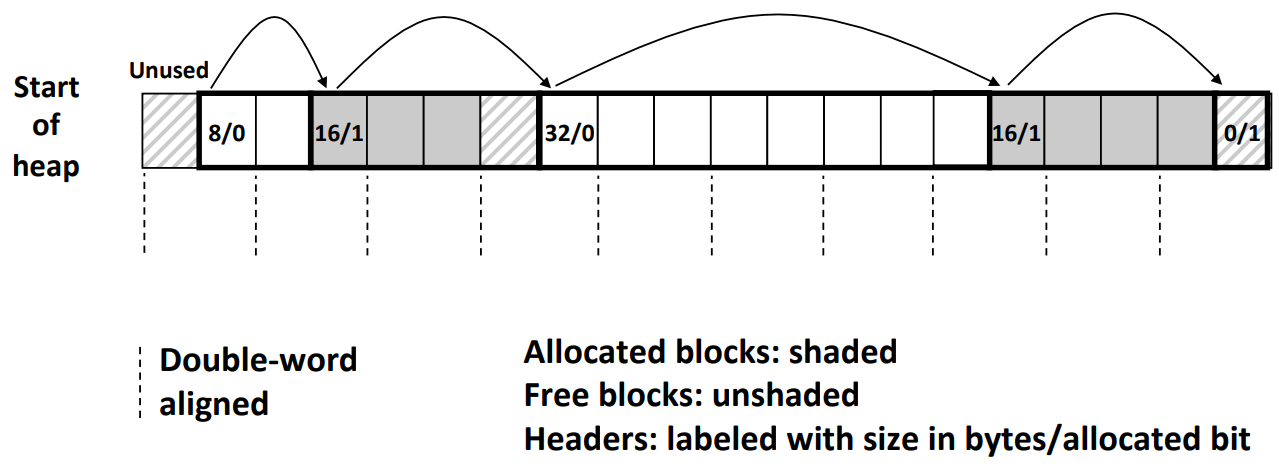 Unused
Start
of
heap
8/0
16/1
32/0
16/1
0/1
Double-word
aligned
Allocated blocks: shaded
Free blocks: unshaded
Headers: labeled with size in bytes/allocated bit